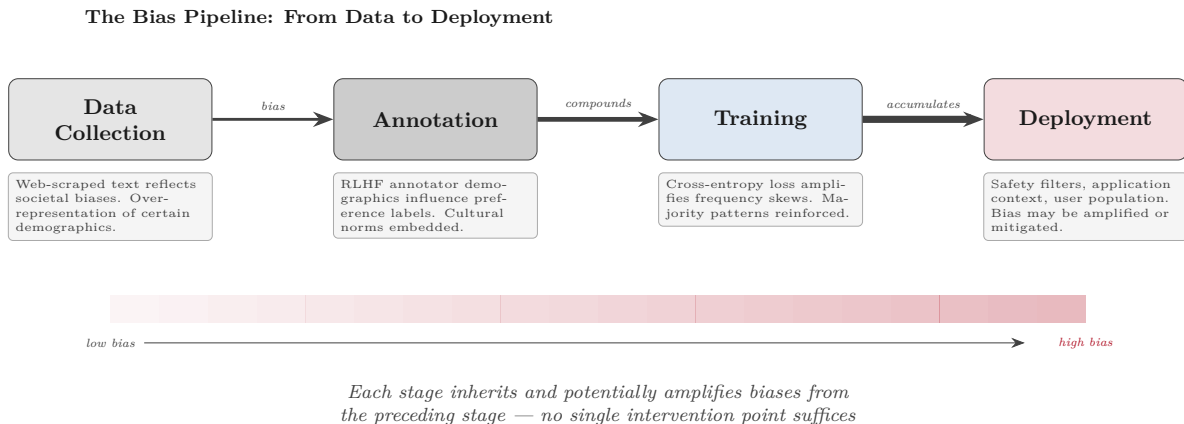 The Bias Pipeline: From Data to Deployment
Data
Collection
bias
Annotation
compounds
Training
accumulates
Deployment
Web-scraped text reflects
societal biases. Over-
representation of certain
demographics.
RLHF annotator demo-
graphics influence pref-
erence labels. Cultural
norms embedded.
Cross-entropy loss ampli-
fies frequency skews. Ma-
jority patterns reinforced.
Safety filters, application
context, user population.
Bias may be amplified or
mitigated.
low bias
high bias
Each stage inherits and potentially amplifies biases from
the preceding stage — no single intervention point suffices